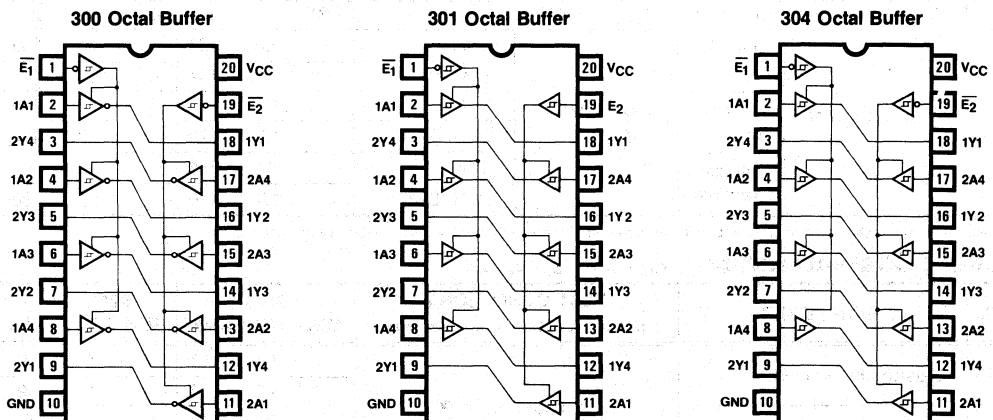 300 Octal Buffer
E1 1 20 VCC
1A1 2 19 E2
2Y4 3 18 1Y1
1A2 4 17 2A4
2Y3 5 16 1Y2
1A3 6 15 2A3
2Y2 7 14 1Y3
1A4 8 13 2A2
2Y1 9 12 1Y4
GND 10 11 2A1
301 Octal Buffer
E1 1 20 VCC
1A1 2 19 E2
2Y4 3 18 1Y1
1A2 4 17 2A4
2Y3 5 16 1Y2
1A3 6 15 2A3
2Y2 7 14 1Y3
1A4 8 13 2A2
2Y1 9 12 1Y4
GND 10 11 2A1
304 Octal Buffer
E1 1 20 VCC
1A1 2 19 E2
2Y4 3 18 1Y1
1A2 4 17 2A4
2Y3 5 16 1Y2
1A3 6 15 2A3
2Y2 7 14 1Y3
1A4 8 13 2A2
2Y1 9 12 1Y4
GND 10 11 2A1